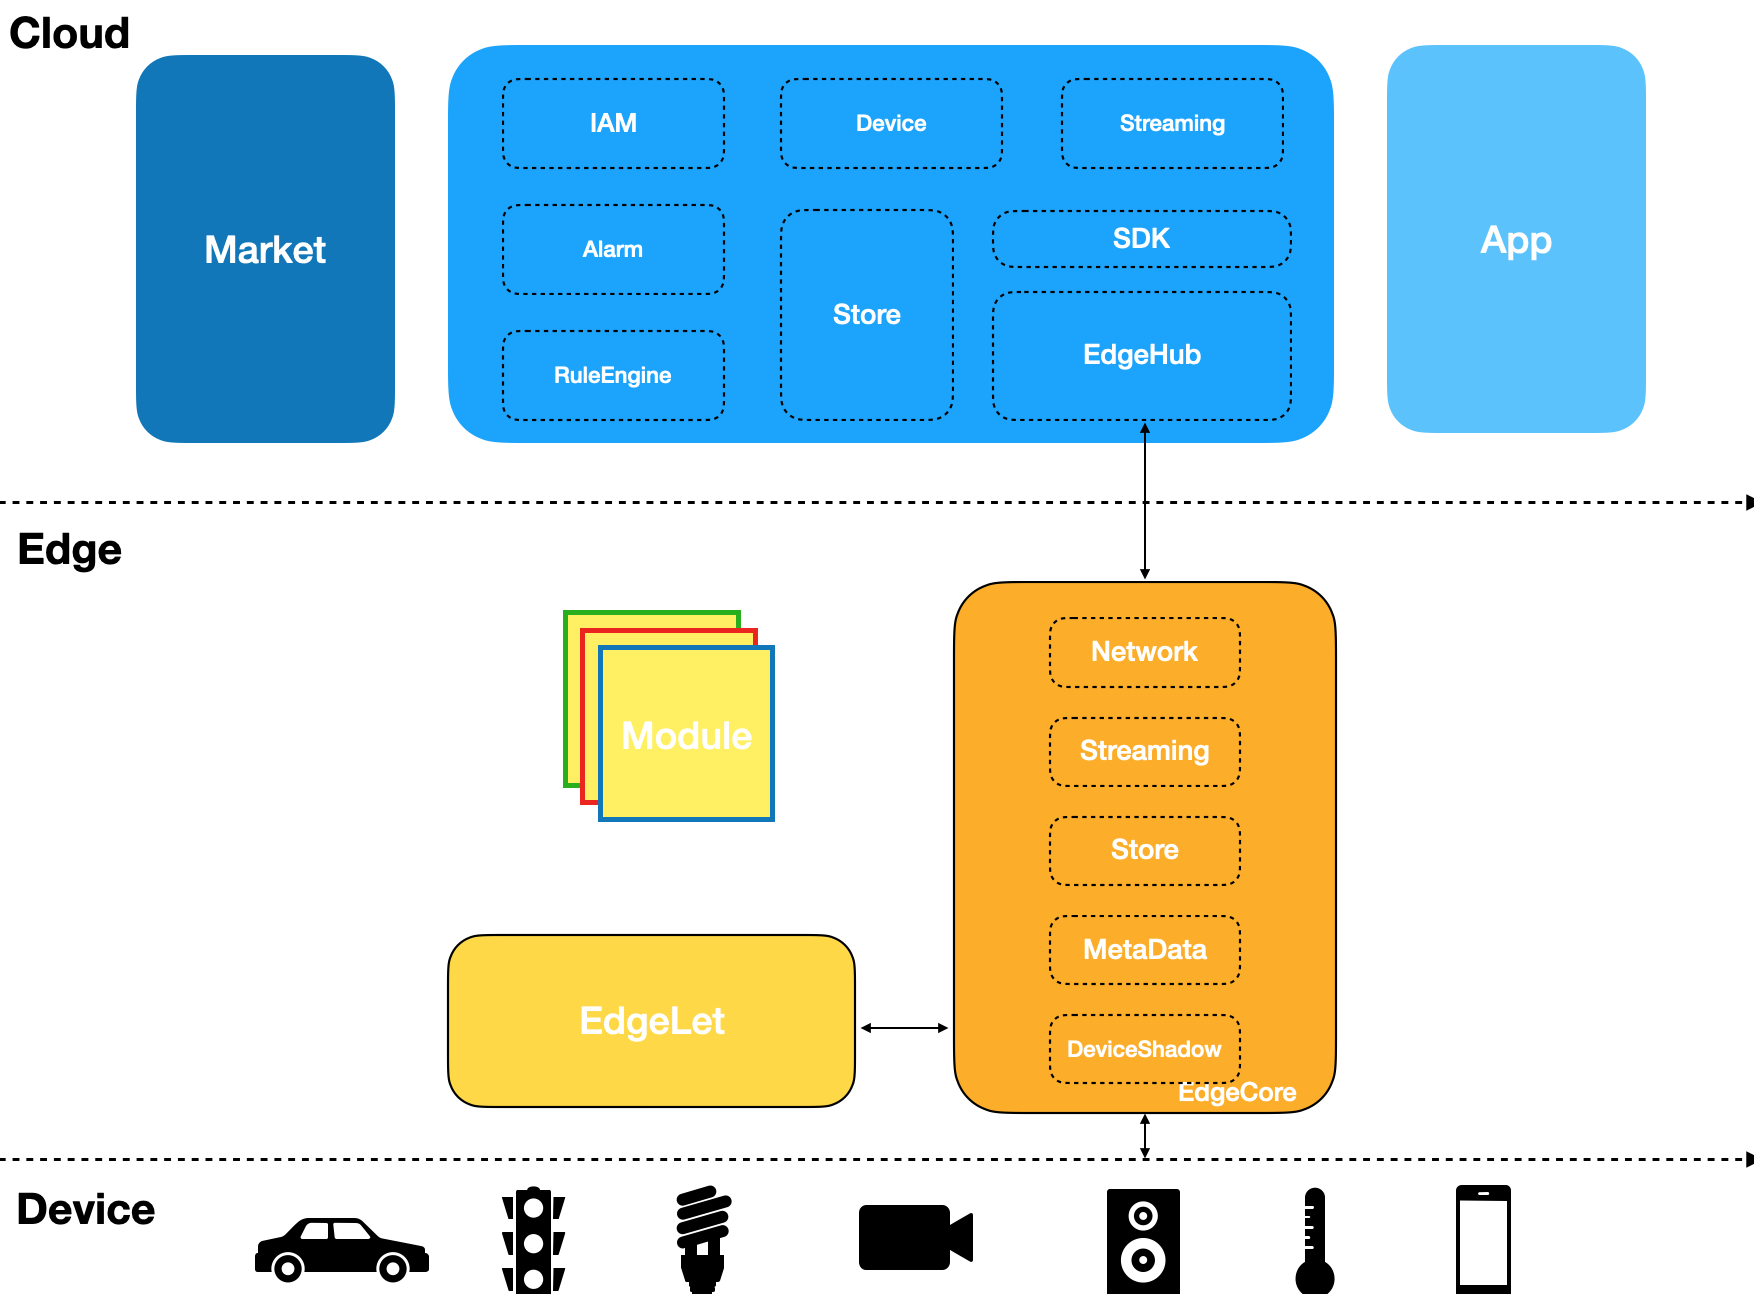 Cloud
Market
IAM
Device
Streaming
Alarm
Store
SDK
EdgeHub
RuleEngine
App
Edge
Module
EdgeLet
Network
Streaming
Store
MetaData
DeviceShadow
EdgeCore
Device